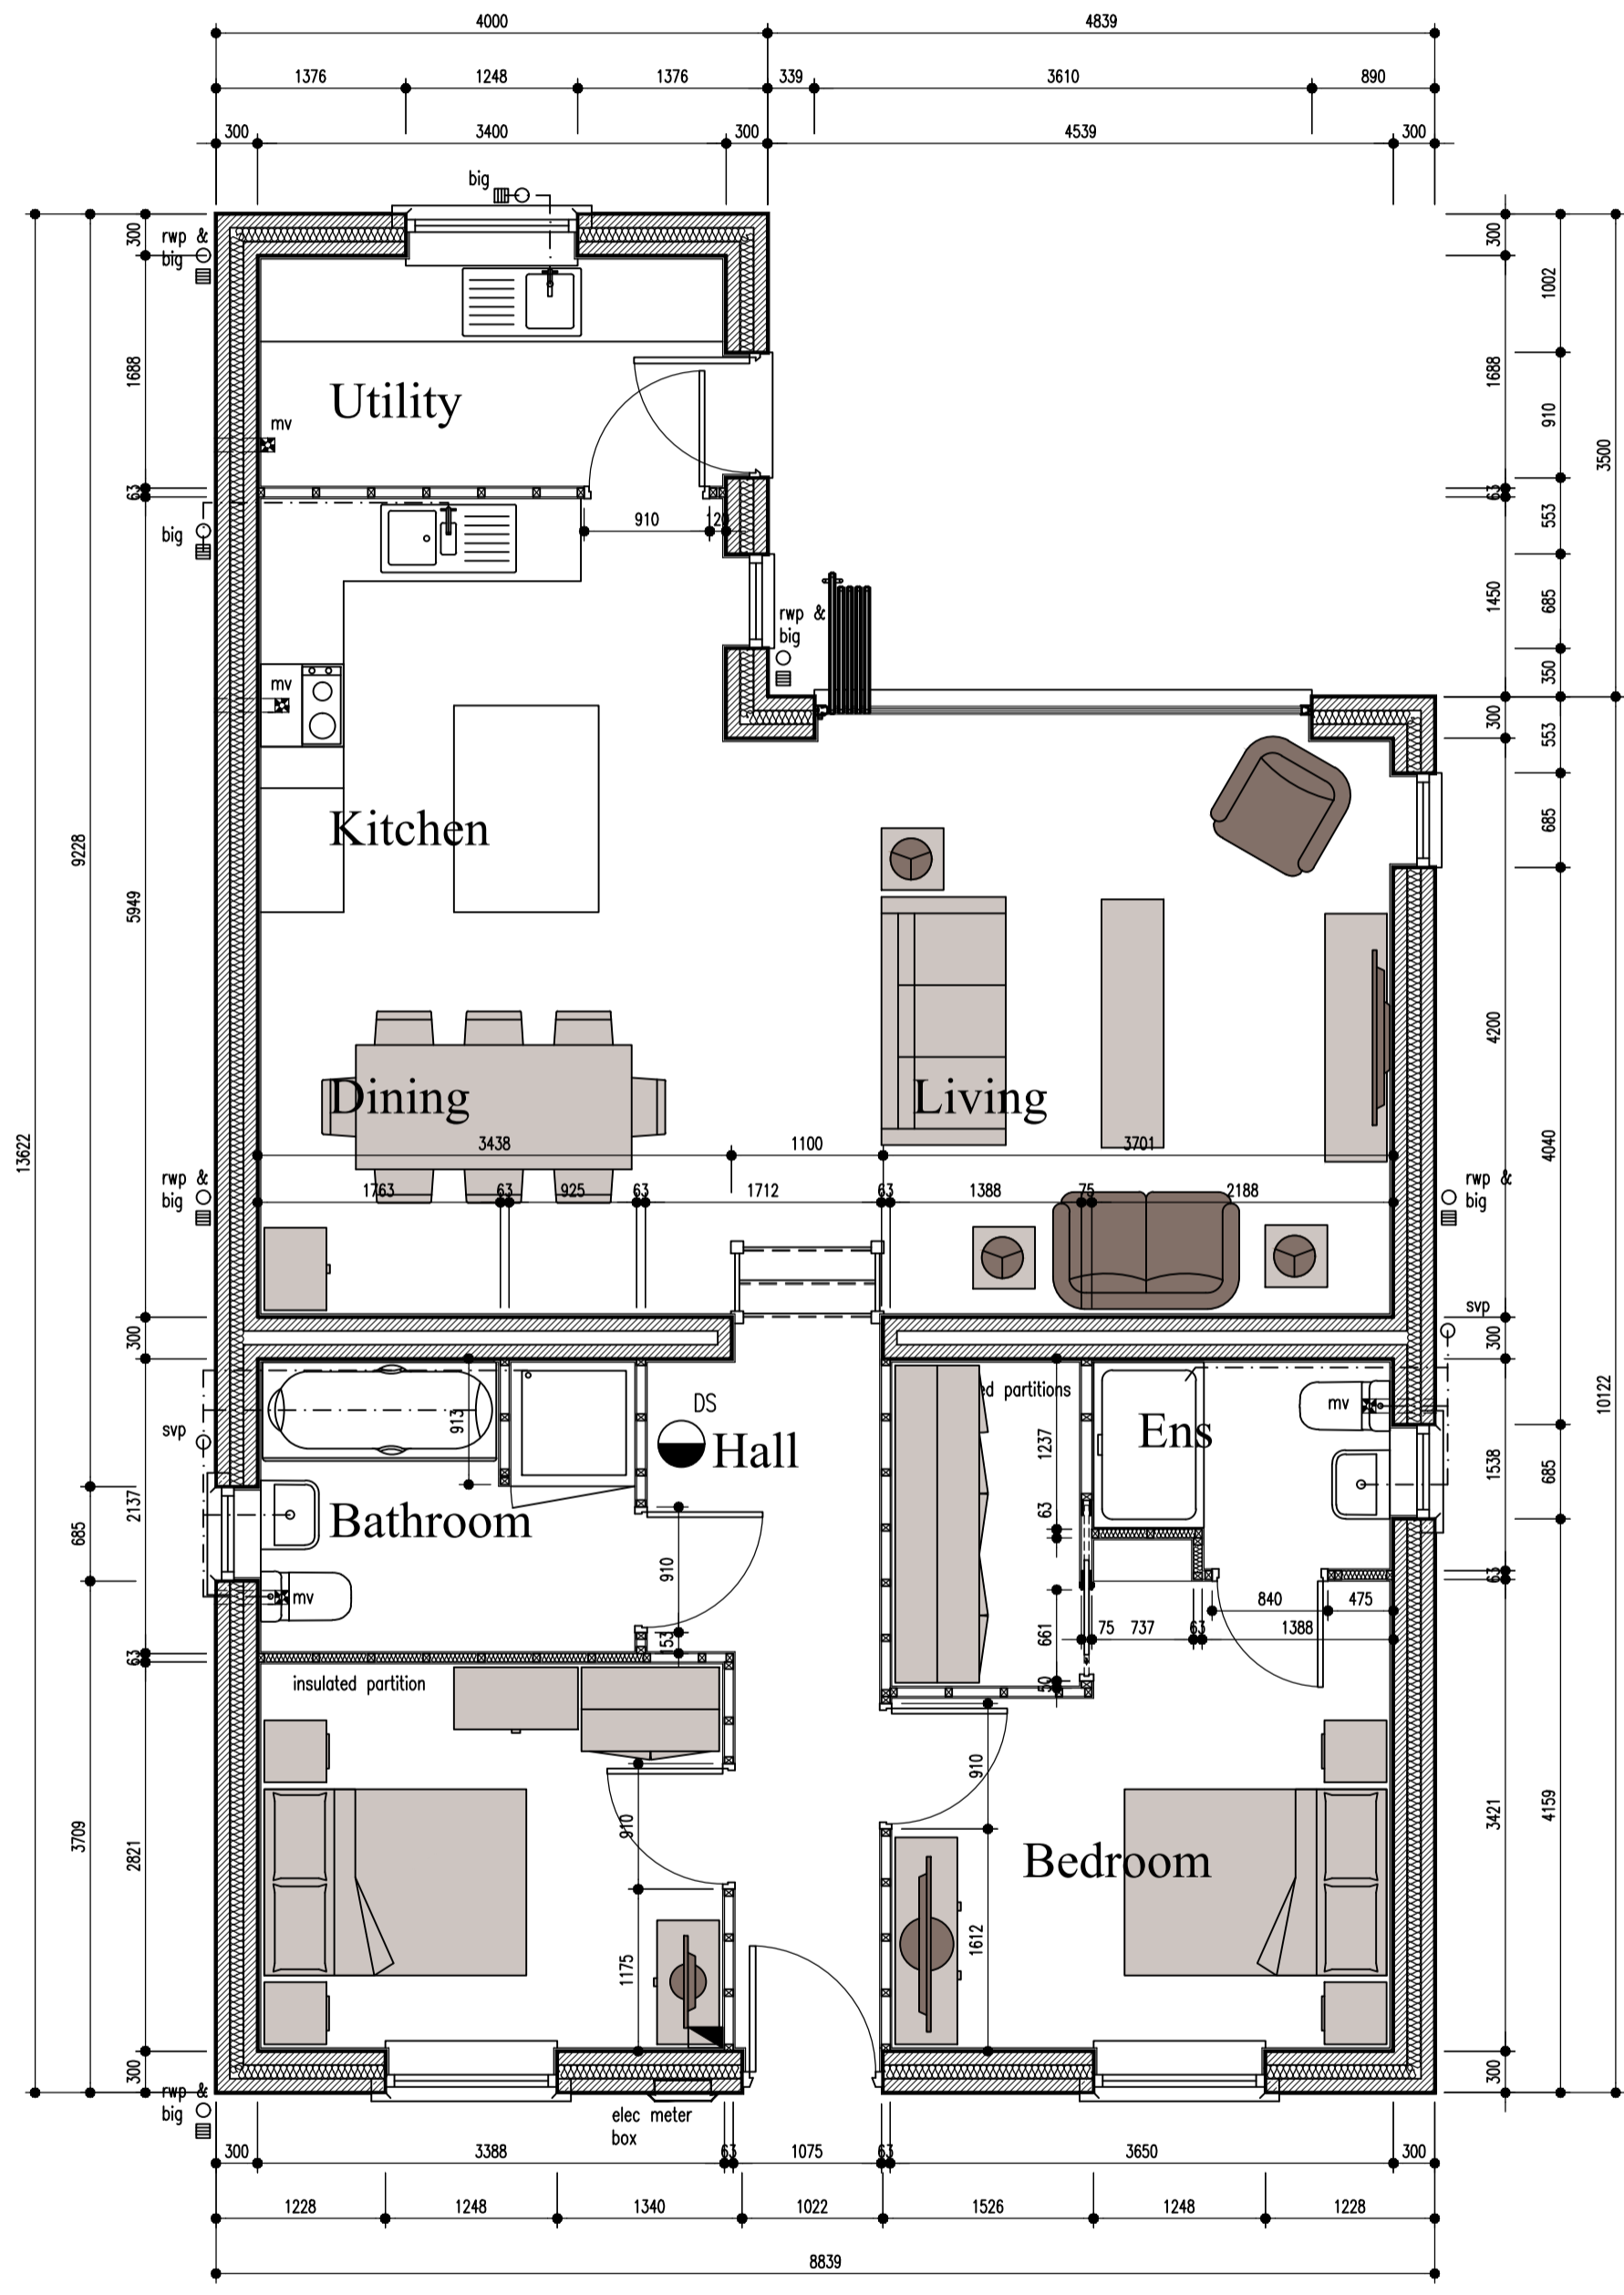 4000 4839
1376 1248 1376 339 3610 890
300 3400 300 4539 300
big
rwp &
big
300
300
1002
Utility
1688
1688
910
mv
3500
63
63
big
910
553
1450
685
rwp &
big
350
mv
300
553
Kitchen
685
9228
5949
4200
Dining
Living
13622
3438 1100 3701
4040
rwp &
big
1763 63 925 63 1712 63 1388 75 2188
rwp &
big
svp
300
300
DS
ed partitions
mv
10122
svp
913
Hall
1237
Ens
1538
685
Bathroom
2137
685
63
910
mv
840 475
63
661
75 737 63 1388
153
63
50
insulated partition
910
910
3709
2821
3421
4159
Bedroom
1175
1612
300
300
rwp &
big
elec meter
box
300 3388 63 1075 63 3650 300
1228 1248 1340 1022 1526 1248 1228
8839